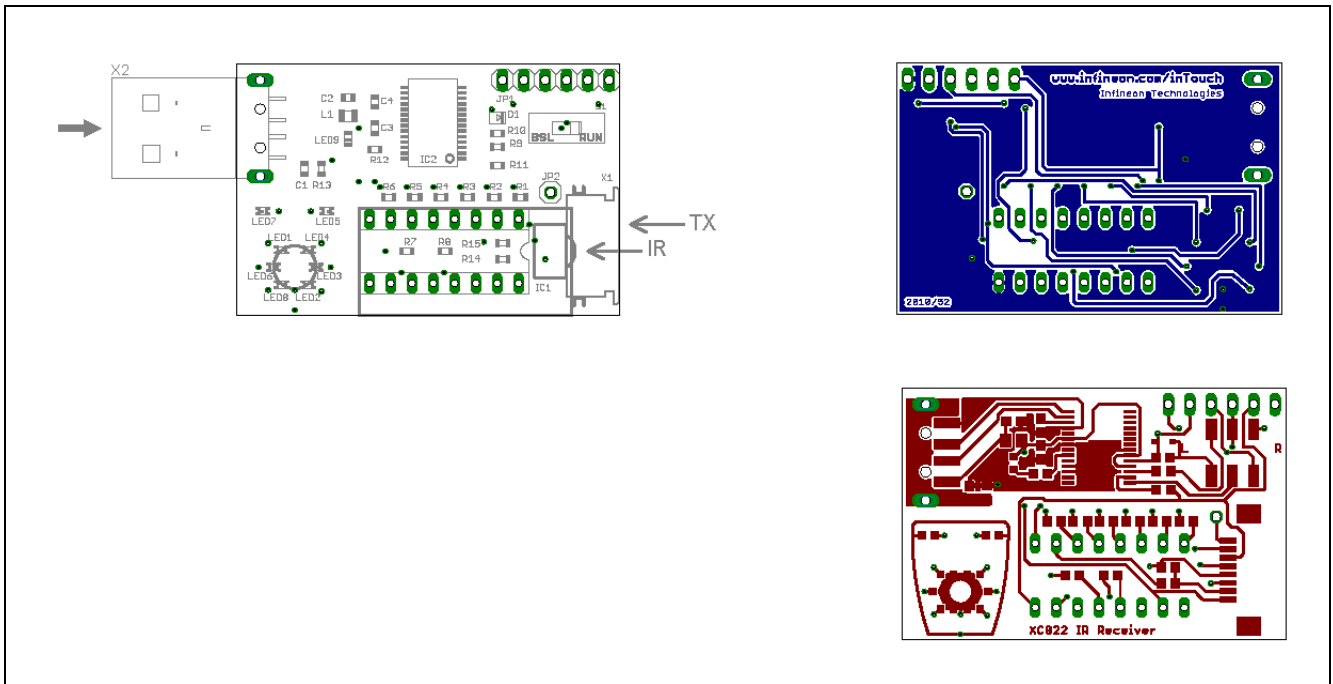 X2
C2
C4
L1
C3
LED9
R12
IC2
JP1
S1
D1
R10
R9
BSL RUN
R11
C1 R13
JP2
X1
R6 R5 R4 R3 R2 R1
LED7 LED5
TX
LED1 LED4
R7 R8 R15
IR
LED6 LED3
R14
LED8 LED2
IC1
www.infineon.com/inTouch
Infineon Technologies
2010/52
R
XC822 IR Receiver